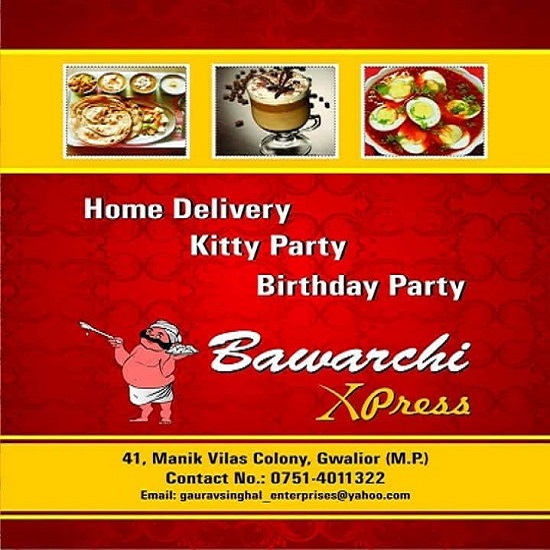 Home Delivery
Kitty Party
Birthday Party
Bawarchi
XPress
41, Manik Vilas Colony, Gwalior (M.P.)
Contact No.: 0751-4011322
Email: gauravsinghal_enterprises@yahoo.com